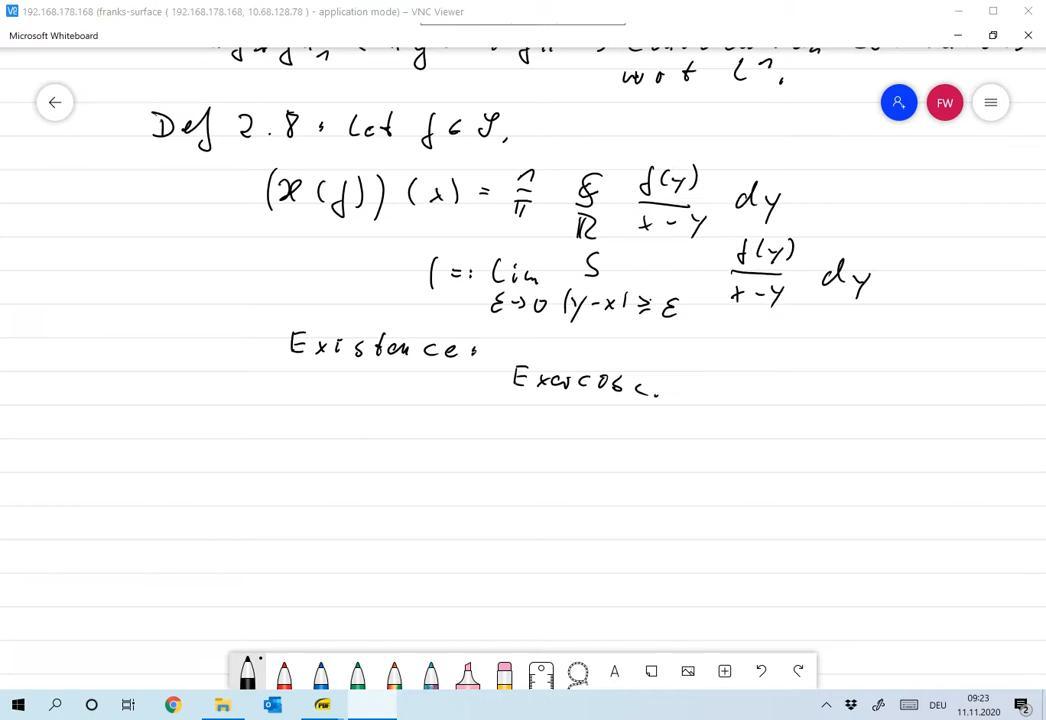 192.168.178.168 (franks-surface ( 192.168.178.168, 10.68.128.78 ) - application mode) – VNC Viewer
Microsoft Whiteboard
w.r.t L^1.
FW
Def 2.8: Let f ∈ S,
(H(f))(x) = 1/π ⨍_ℝ f(y)/(x-y) dy
(=: lim_{ε→0} ∫_{|y-x| ≥ ε} f(y)/(x-y) dy
Existence:
Exercise.
A
DEU
09:23
11.11.2020
2